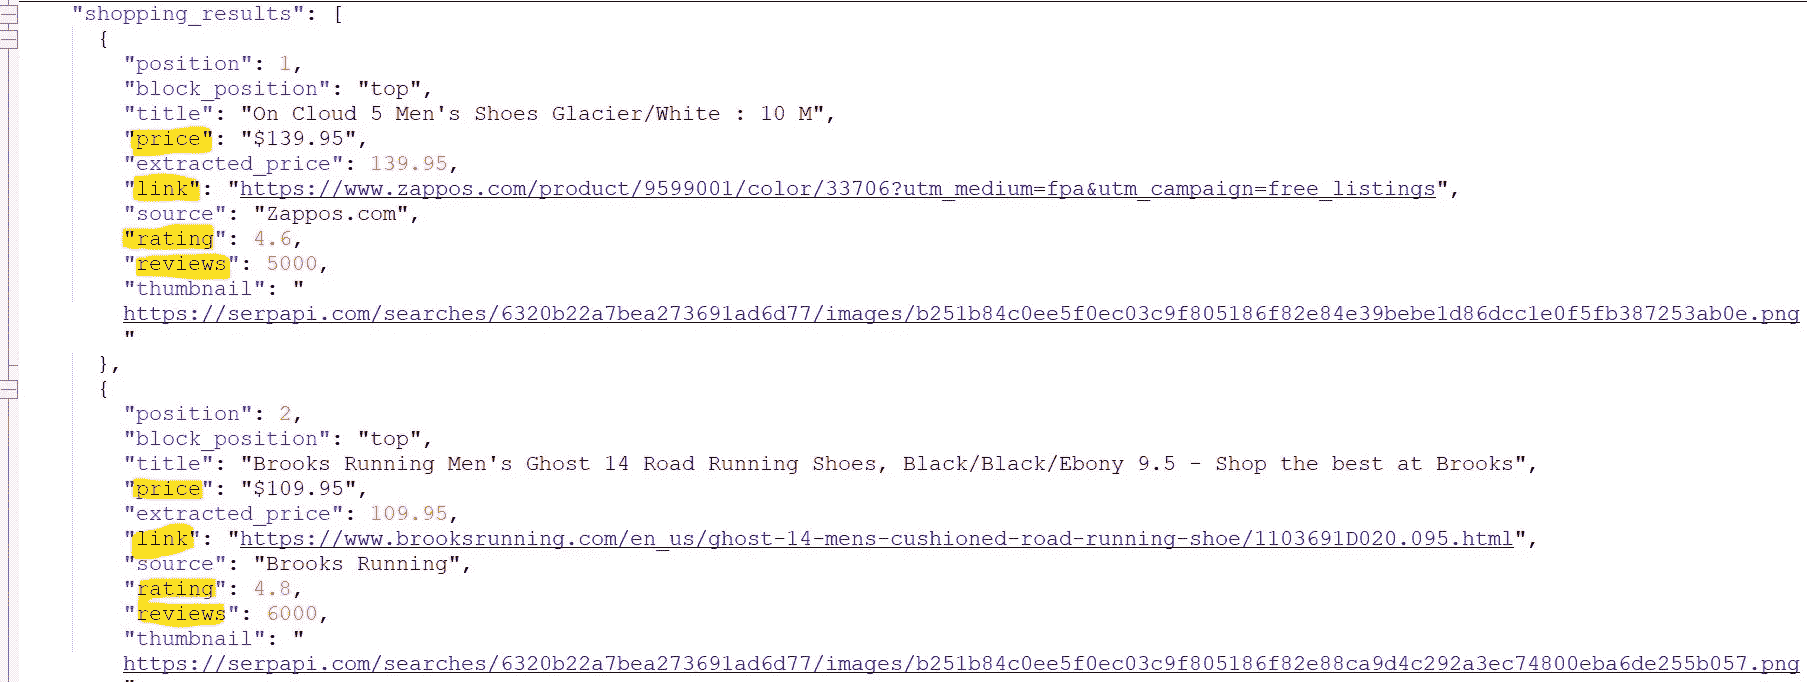 "shopping_results": [
{
"position": 1,
"block_position": "top",
"title": "On Cloud 5 Men's Shoes Glacier/White : 10 M",
"price": "$139.95",
"extracted_price": 139.95,
"link": "https://www.zappos.com/product/9599001/color/33706?utm_medium=fpa&utm_campaign=free_listings",
"source": "Zappos.com",
"rating": 4.6,
"reviews": 5000,
"thumbnail": "
https://serpapi.com/searches/6320b22a7bea273691ad6d77/images/b251b84c0ee5f0ec03c9f805186f82e84e39bebe1d86dcc1e0f5fb387253ab0e.png
"
},
{
"position": 2,
"block_position": "top",
"title": "Brooks Running Men's Ghost 14 Road Running Shoes, Black/Black/Ebony 9.5 - Shop the best at Brooks",
"price": "$109.95",
"extracted_price": 109.95,
"link": "https://www.brooksrunning.com/en_us/ghost-14-mens-cushioned-road-running-shoe/1103691D020.095.html",
"source": "Brooks Running",
"rating": 4.8,
"reviews": 6000,
"thumbnail": "
https://serpapi.com/searches/6320b22a7bea273691ad6d77/images/b251b84c0ee5f0ec03c9f805186f82e88ca9d4c292a3ec74800eba6de255b057.png
"